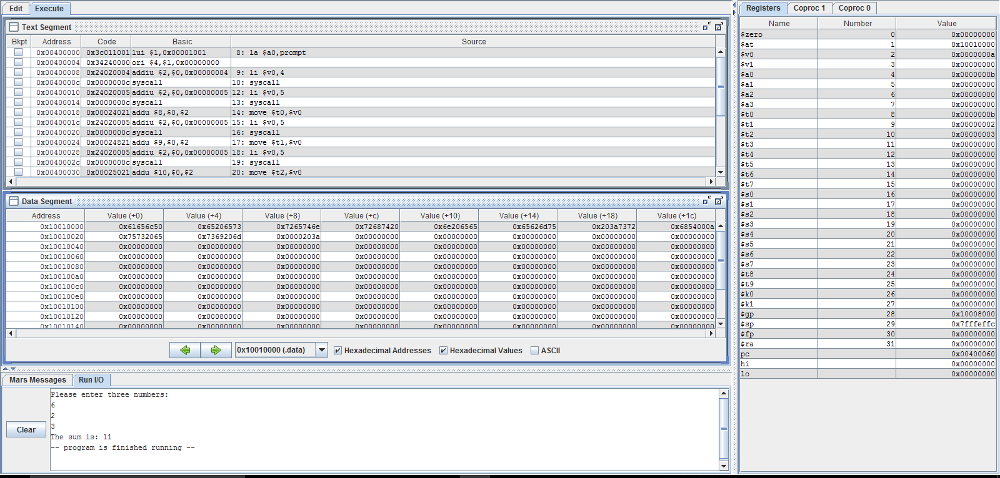 Edit Execute
Text Segment
Bkpt Address Code Basic Source
0x00400000 0x3c011001 lui $1,0x00001001 8: la $a0,prompt
0x00400004 0x34240000 ori $4,$1,0x00000000
0x00400008 0x24020004 addiu $2,$0,0x00000004 9: li $v0,4
0x0040000c 0x0000000c syscall 10: syscall
0x00400010 0x24020005 addiu $2,$0,0x00000005 12: li $v0,5
0x00400014 0x0000000c syscall 13: syscall
0x00400018 0x00024021 addu $8,$0,$2 14: move $t0,$v0
0x0040001c 0x24020005 addiu $2,$0,0x00000005 15: li $v0,5
0x00400020 0x0000000c syscall 16: syscall
0x00400024 0x00024821 addu $9,$0,$2 17: move $t1,$v0
0x00400028 0x24020005 addiu $2,$0,0x00000005 18: li $v0,5
0x0040002c 0x0000000c syscall 19: syscall
0x00400030 0x00025021 addu $10,$0,$2 20: move $t2,$v0
Data Segment
Address Value (+0) Value (+4) Value (+8) Value (+c) Value (+10) Value (+14) Value (+18) Value (+1c)
0x10010000 0x61656c50 0x65206573 0x7265746e 0x72687420 0x6e206565 0x65626d75 0x203a7372 0x6854000a
0x10010020 0x75732065 0x7369206d 0x0000203a 0x00000000 0x00000000 0x00000000 0x00000000 0x00000000
0x10010040 0x00000000 0x00000000 0x00000000 0x00000000 0x00000000 0x00000000 0x00000000 0x00000000
0x10010060 0x00000000 0x00000000 0x00000000 0x00000000 0x00000000 0x00000000 0x00000000 0x00000000
0x10010080 0x00000000 0x00000000 0x00000000 0x00000000 0x00000000 0x00000000 0x00000000 0x00000000
0x100100a0 0x00000000 0x00000000 0x00000000 0x00000000 0x00000000 0x00000000 0x00000000 0x00000000
0x100100c0 0x00000000 0x00000000 0x00000000 0x00000000 0x00000000 0x00000000 0x00000000 0x00000000
0x100100e0 0x00000000 0x00000000 0x00000000 0x00000000 0x00000000 0x00000000 0x00000000 0x00000000
0x10010100 0x00000000 0x00000000 0x00000000 0x00000000 0x00000000 0x00000000 0x00000000 0x00000000
0x10010120 0x00000000 0x00000000 0x00000000 0x00000000 0x00000000 0x00000000 0x00000000 0x00000000
0x10010140 0x00000000 0x00000000 0x00000000 0x00000000 0x00000000 0x00000000 0x00000000 0x00000000
0x10010000 (.data) Hexadecimal Addresses Hexadecimal Values ASCII
Mars Messages Run I/O
Clear
Please enter three numbers:
6
2
3
The sum is: 11
-- program is finished running --
Registers Coproc 1 Coproc 0
Name Number Value
$zero 0 0x00000000
$at 1 0x10010000
$v0 2 0x0000000a
$v1 3 0x00000000
$a0 4 0x0000000b
$a1 5 0x00000000
$a2 6 0x00000000
$a3 7 0x00000000
$t0 8 0x0000000b
$t1 9 0x00000002
$t2 10 0x00000003
$t3 11 0x00000000
$t4 12 0x00000000
$t5 13 0x00000000
$t6 14 0x00000000
$t7 15 0x00000000
$s0 16 0x00000000
$s1 17 0x00000000
$s2 18 0x00000000
$s3 19 0x00000000
$s4 20 0x00000000
$s5 21 0x00000000
$s6 22 0x00000000
$s7 23 0x00000000
$t8 24 0x00000000
$t9 25 0x00000000
$k0 26 0x00000000
$k1 27 0x00000000
$gp 28 0x10008000
$sp 29 0x7fffeffc
$fp 30 0x00000000
$ra 31 0x00000000
pc 0x00400060
hi 0x00000000
lo 0x00000000